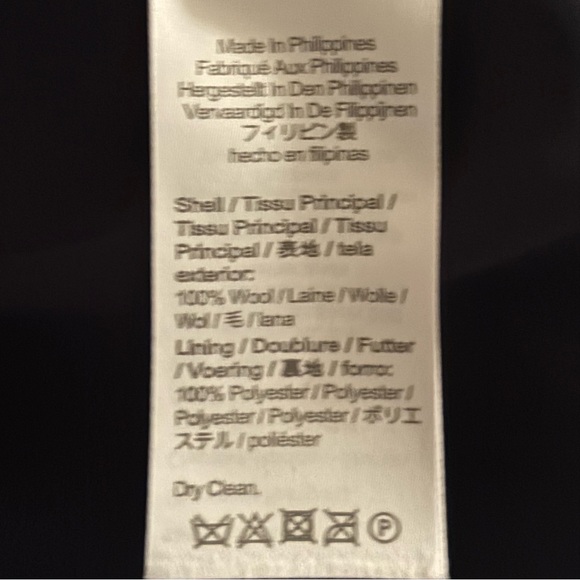 Made In Philippines
Fabriqué Aux Philippines
Hergestellt In Den Philippinen
Vervaardigd In De Filippijnen
フィリピン製
hecho en filipinas
Shell / Tissu Principal /
Tissu Principal / Tissu
Principal / 表地 / tela
exterior:
100% Wool / Laine / Wolle /
Wol / 毛 / lana
Lining / Doublure / Futter
/ Voering / 裏地 / forro:
100% Polyester / Polyester /
Polyester / Polyester / ポリエ
ステル / poliéster
Dry Clean.
P